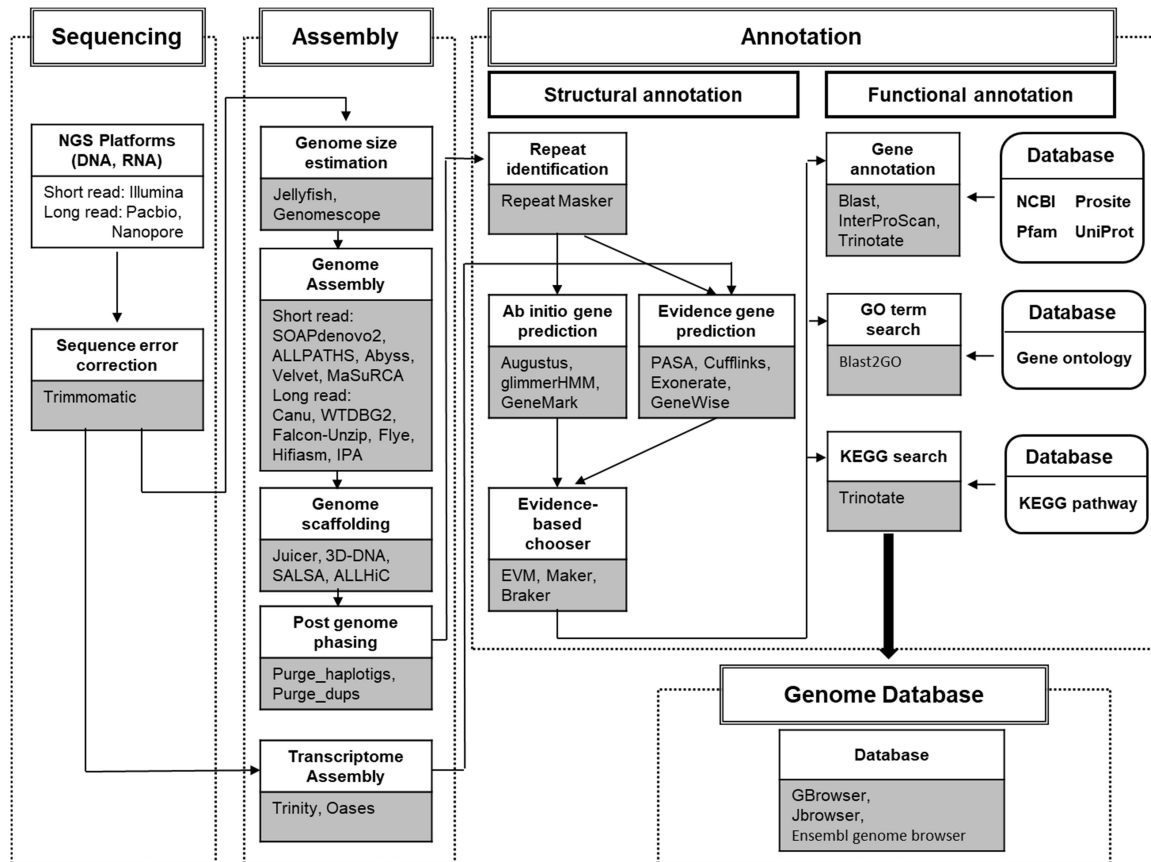 Sequencing
NGS Platforms
(DNA, RNA)
Short read: Illumina
Long read: Pacbio,
Nanopore
Sequence error
correction
Trimmomatic
Assembly
Genome size
estimation
Jellyfish,
Genomescope
Genome
Assembly
Short read:
SOAPdenovo2,
ALLPATHS, Abyss,
Velvet, MaSuRCA
Long read:
Canu, WTDBG2,
Falcon-Unzip, Flye,
Hifiasm, IPA
Genome
scaffolding
Juicer, 3D-DNA,
SALSA, ALLHiC
Post genome
phasing
Purge_haplotigs,
Purge_dups
Transcriptome
Assembly
Trinity, Oases
Annotation
Structural annotation
Repeat
identification
Repeat Masker
Ab initio gene
prediction
Augustus,
glimmerHMM,
GeneMark
Evidence gene
prediction
PASA, Cufflinks,
Exonerate,
GeneWise
Evidence-
based
chooser
EVM, Maker,
Braker
Functional annotation
Gene
annotation
Blast,
InterProScan,
Trinotate
Database
NCBI Prosite
Pfam UniProt
GO term
search
Blast2GO
Database
Gene ontology
KEGG search
Trinotate
Database
KEGG pathway
Genome Database
Database
GBrowser,
Jbrowser,
Ensembl genome browser